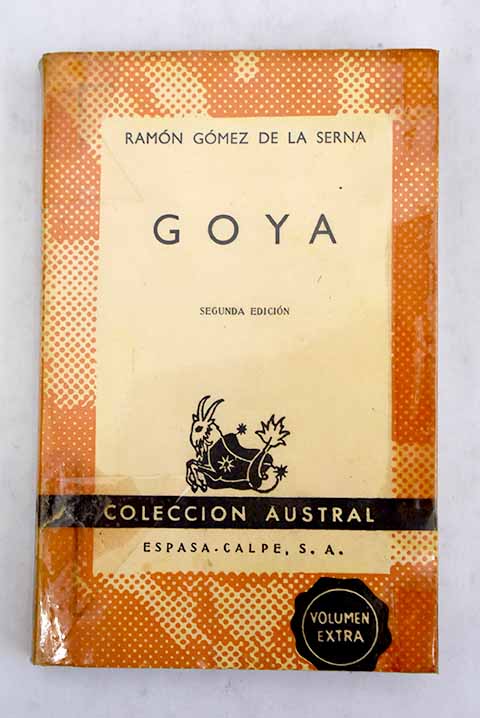 RAMÓN GÓMEZ DE LA SERNA
GOYA
SEGUNDA EDICIÓN
COLECCION AUSTRAL
ESPASA-CALPE, S. A.
VOLUMEN
EXTRA